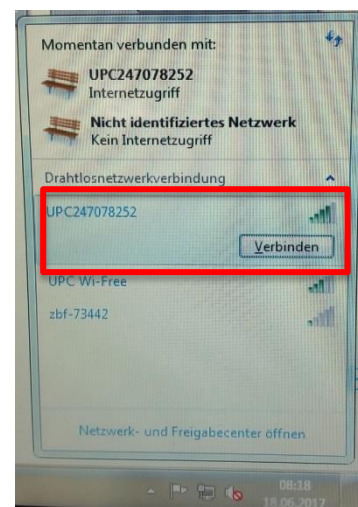 Momentan verbunden mit:
UPC247078252
Internetzugriff
Nicht identifiziertes Netzwerk
Kein Internetzugriff
Drahtlosnetzwerkverbindung
UPC247078252
Verbinden
UPC Wi-Free
zbf-73442
Netzwerk- und Freigabecenter öffnen
08:18
18.06.2017